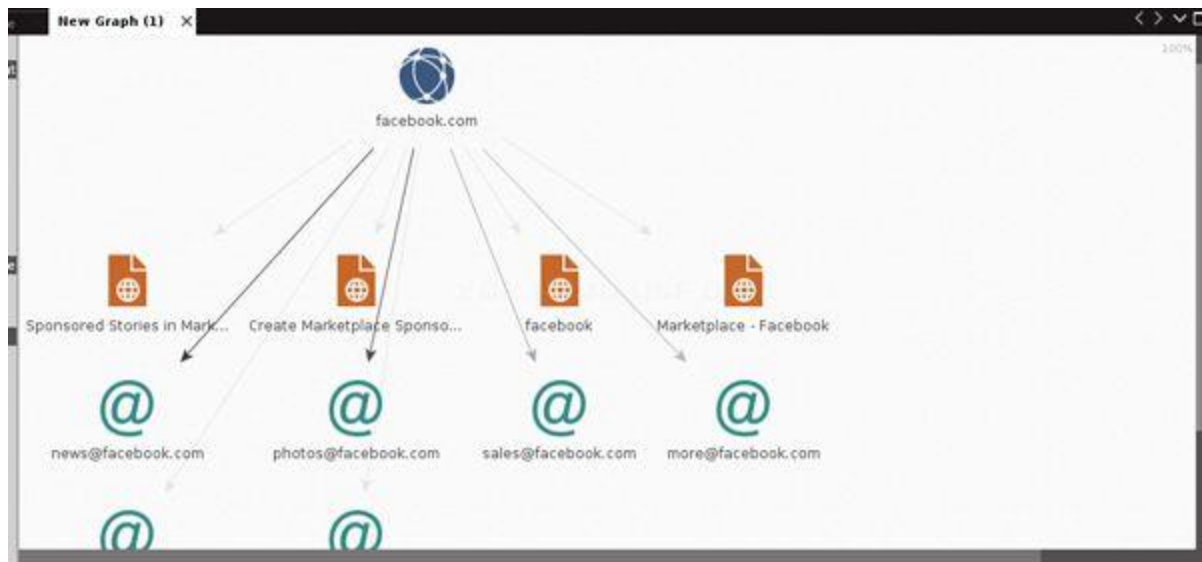 New Graph (1) X
100%
facebook.com
Sponsored Stories in Mark...
Create Marketplace Sponso...
facebook
Marketplace - Facebook
news@facebook.com
photos@facebook.com
sales@facebook.com
more@facebook.com